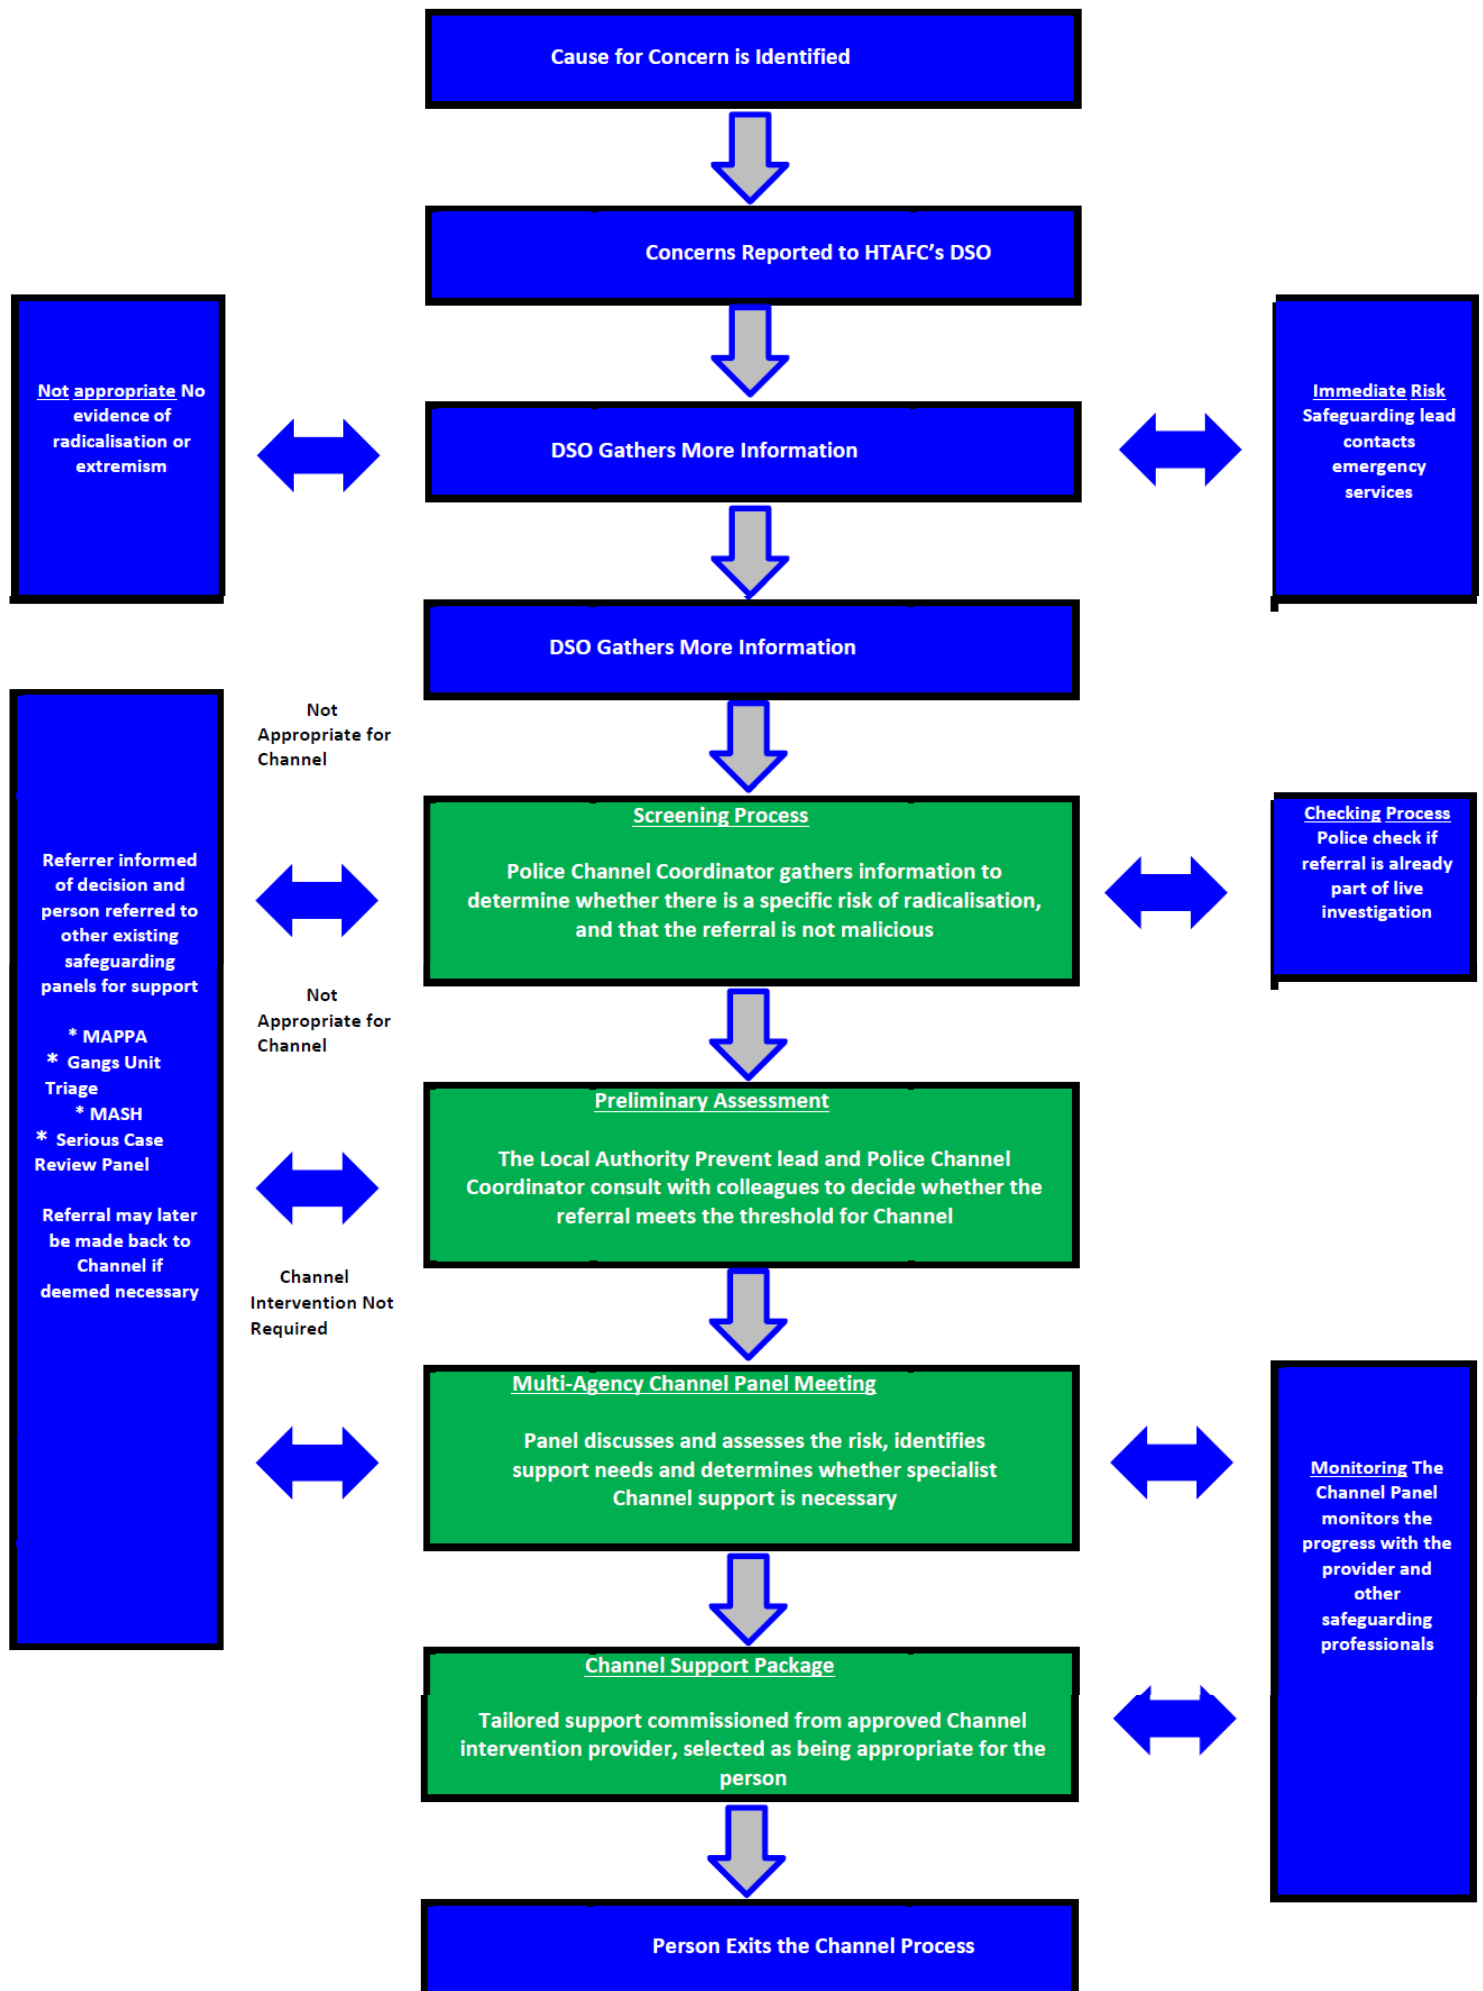 Cause for Concern is Identified
Concerns Reported to HTAFC’s DSO
Not appropriate No
evidence of
radicalisation or
extremism
DSO Gathers More Information
Immediate Risk
Safeguarding lead
contacts
emergency
services
DSO Gathers More Information
Not
Appropriate for
Channel
Screening Process
Police Channel Coordinator gathers information to
determine whether there is a specific risk of radicalisation,
and that the referral is not malicious
Checking Process
Police check if
referral is already
part of live
investigation
Referrer informed
of decision and
person referred to
other existing
safeguarding
panels for support
* MAPPA
* Gangs Unit
Triage
* MASH
* Serious Case
Review Panel
Referral may later
be made back to
Channel if
deemed necessary
Not
Appropriate for
Channel
Preliminary Assessment
The Local Authority Prevent lead and Police Channel
Coordinator consult with colleagues to decide whether the
referral meets the threshold for Channel
Channel
Intervention Not
Required
Multi-Agency Channel Panel Meeting
Panel discusses and assesses the risk, identifies
support needs and determines whether specialist
Channel support is necessary
Monitoring The
Channel Panel
monitors the
progress with the
provider and
other
safeguarding
professionals
Channel Support Package
Tailored support commissioned from approved Channel
intervention provider, selected as being appropriate for the
person
Person Exits the Channel Process